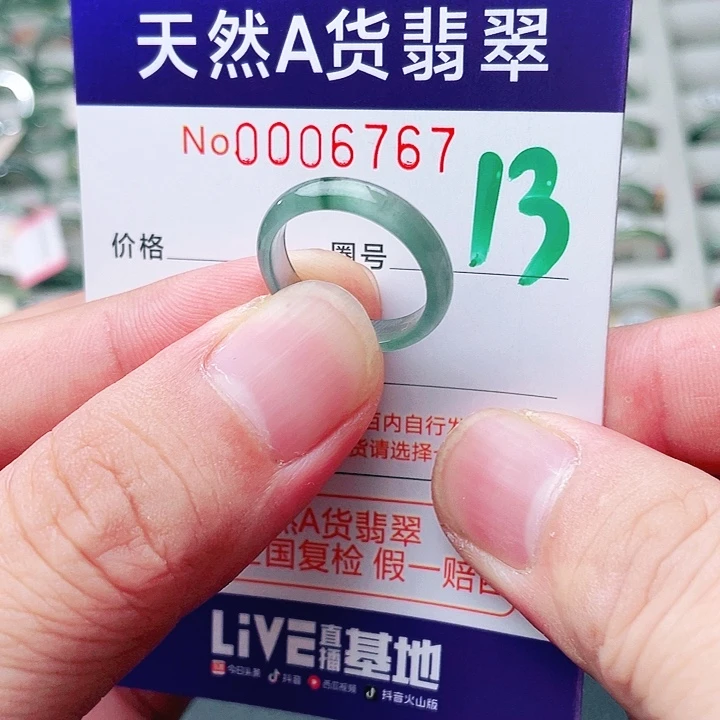 天然A货翡翠
No0006767
价格 圈号 13
内自行发
货请选择一
A货翡翠
国复检 假一赔
LiVE直播基地
今日头条 抖音 西瓜视频 抖音火山版